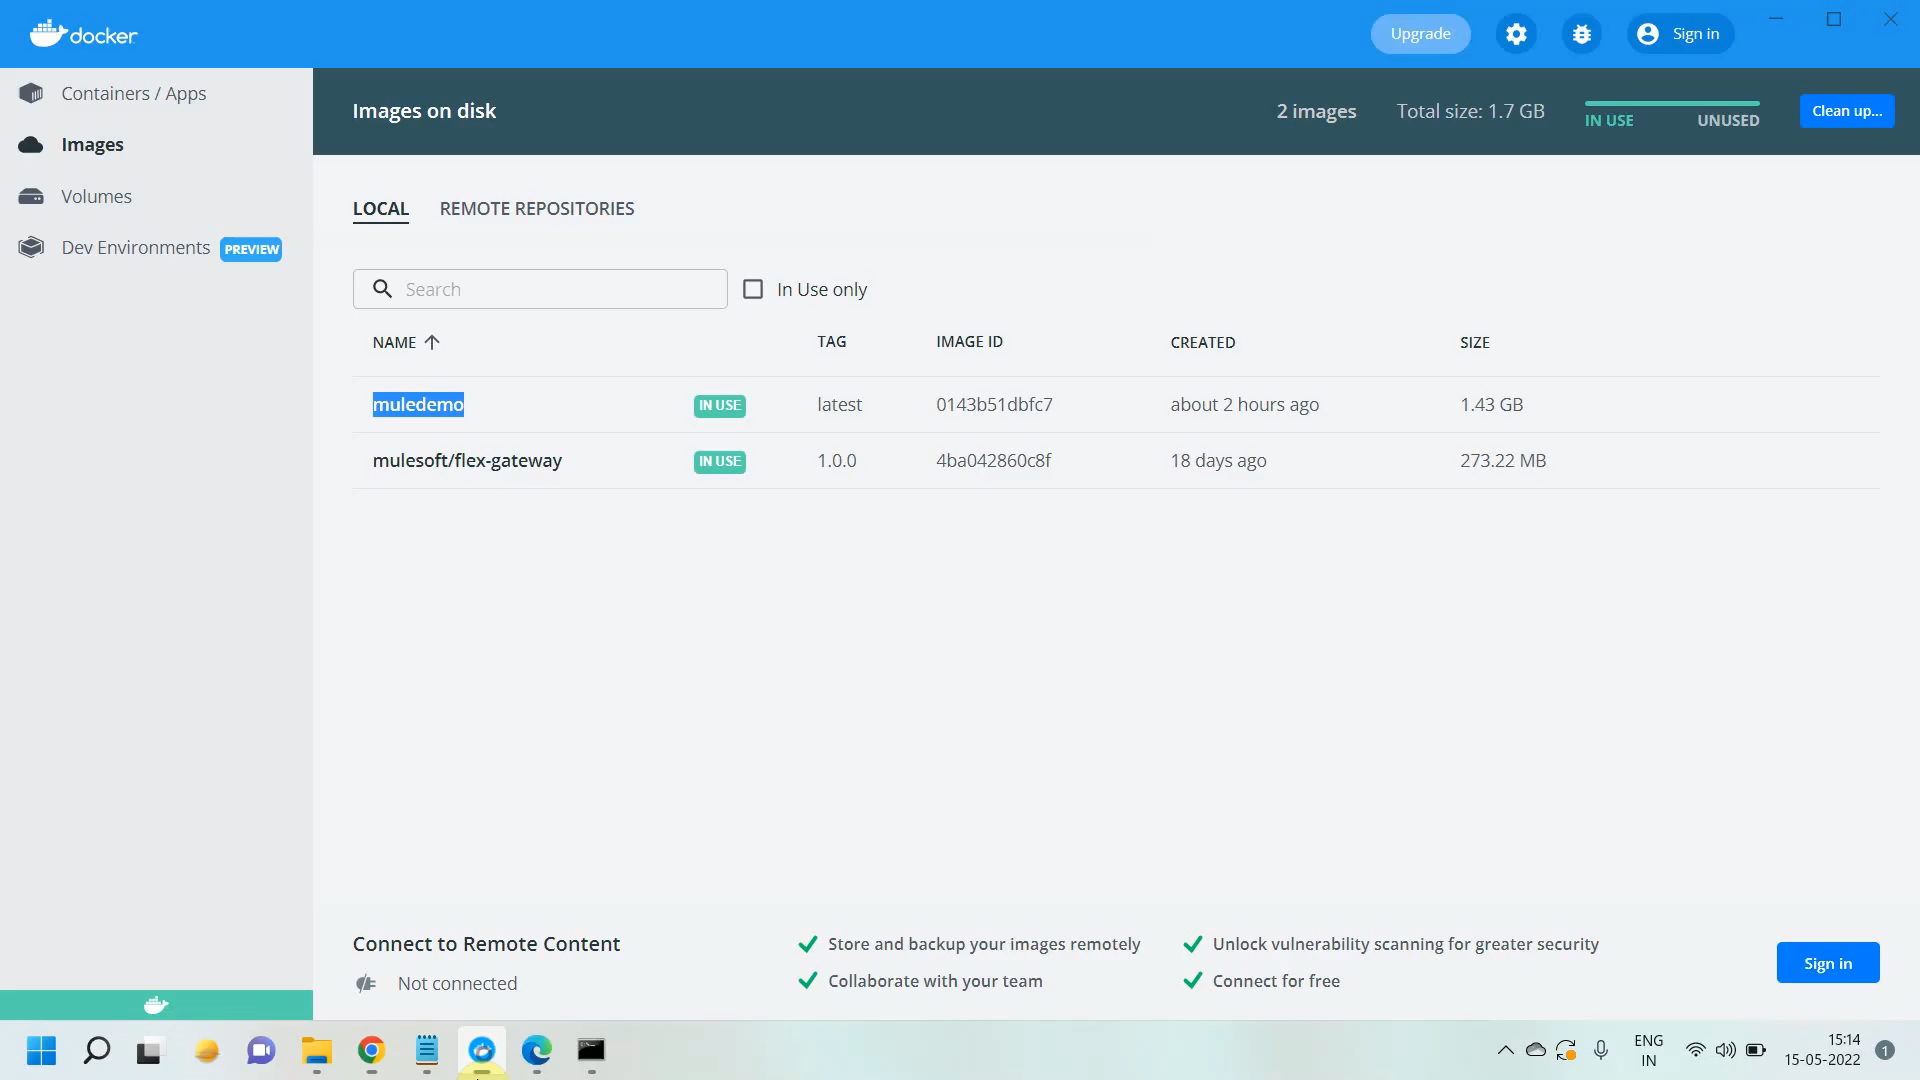 docker
Upgrade
Sign in
Containers / Apps
Images
Volumes
Dev Environments PREVIEW
Images on disk
2 images Total size: 1.7 GB
IN USE UNUSED
Clean up...
LOCAL REMOTE REPOSITORIES
Search
In Use only
NAME TAG IMAGE ID CREATED SIZE
muledemo IN USE latest 0143b51dbfc7 about 2 hours ago 1.43 GB
mulesoft/flex-gateway IN USE 1.0.0 4ba042860c8f 18 days ago 273.22 MB
Connect to Remote Content
Not connected
Store and backup your images remotely
Collaborate with your team
Unlock vulnerability scanning for greater security
Connect for free
Sign in
ENG
IN
15:14
15-05-2022
1